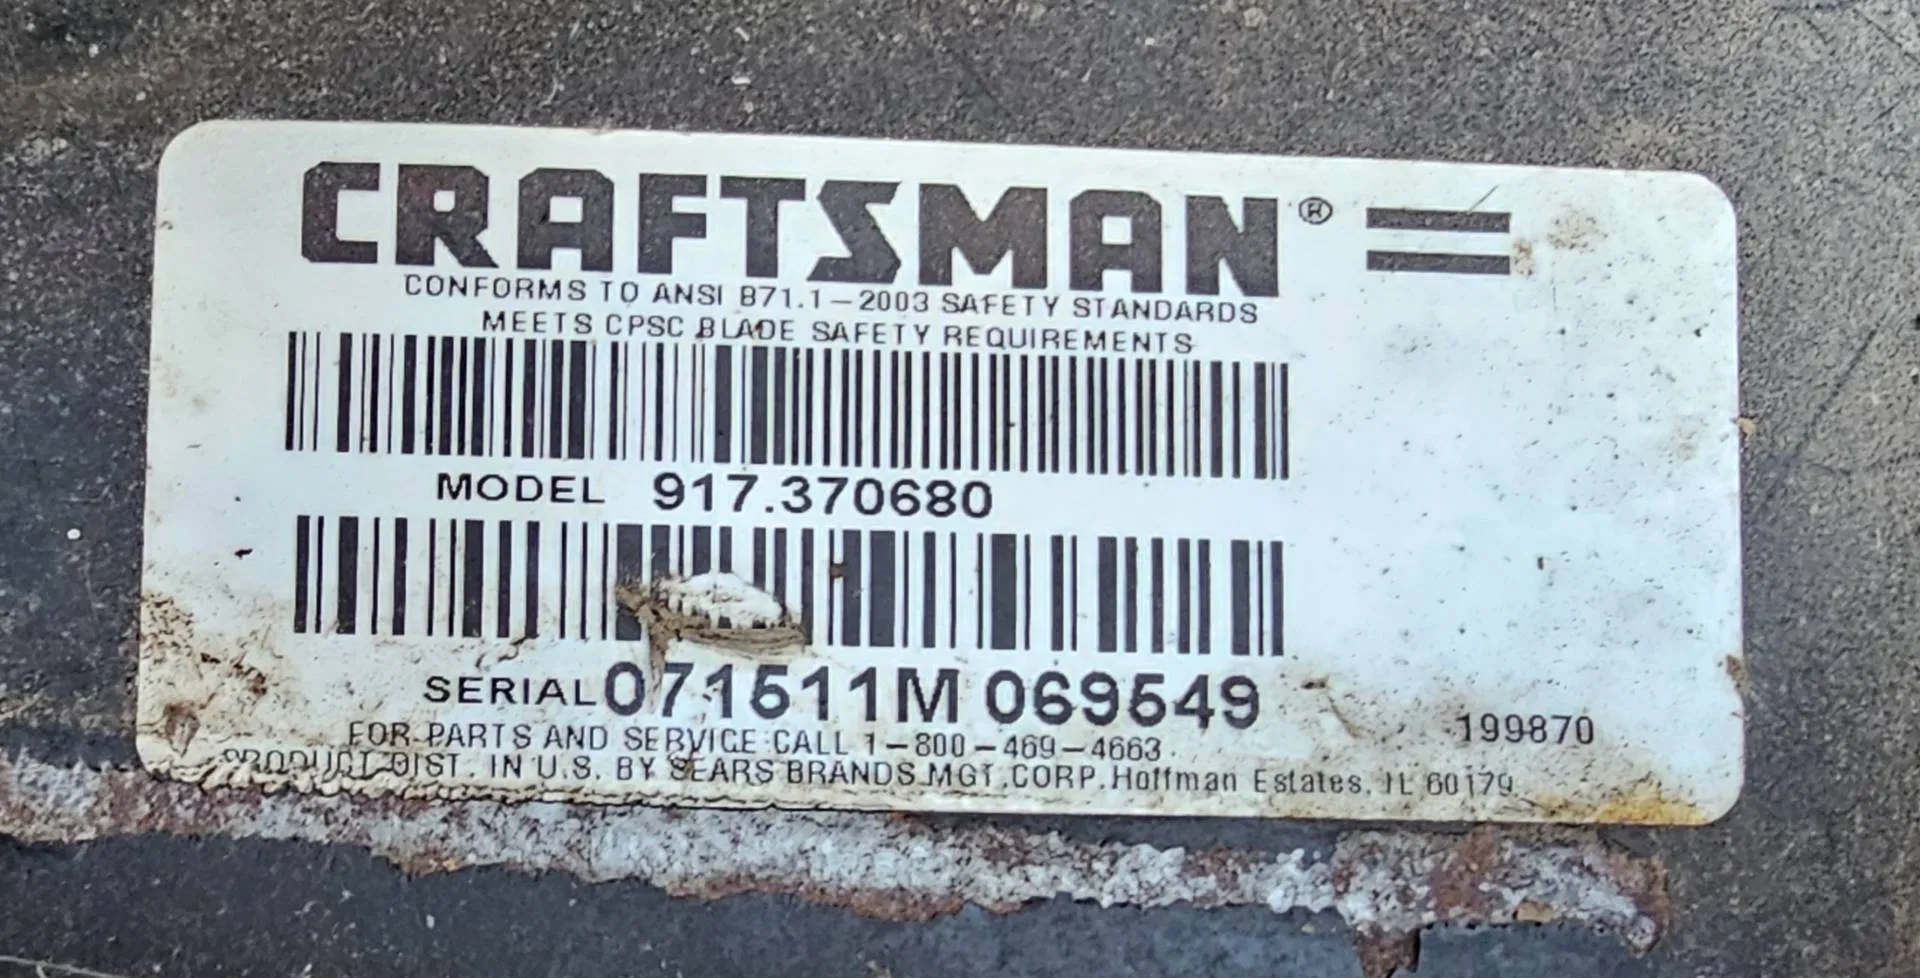 CRAFTSMAN®
CONFORMS TO ANSI B71.1-2003 SAFETY STANDARDS
MEETS CPSC BLADE SAFETY REQUIREMENTS
MODEL 917.370680
SERIAL 071511M 069549
199870
FOR PARTS AND SERVICE CALL 1-800-469-4663.
PRODUCT DIST. IN U.S. BY SEARS BRANDS MGT. CORP. Hoffman Estates, IL 60179